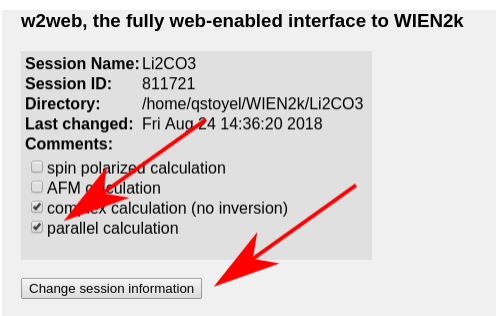 w2web, the fully web-enabled interface to WIEN2k
Session Name: Li2CO3
Session ID: 811721
Directory: /home/qstoyel/WIEN2k/Li2CO3
Last changed: Fri Aug 24 14:36:20 2018
Comments:
spin polarized calculation
AFM calculation
complex calculation (no inversion)
parallel calculation
Change session information